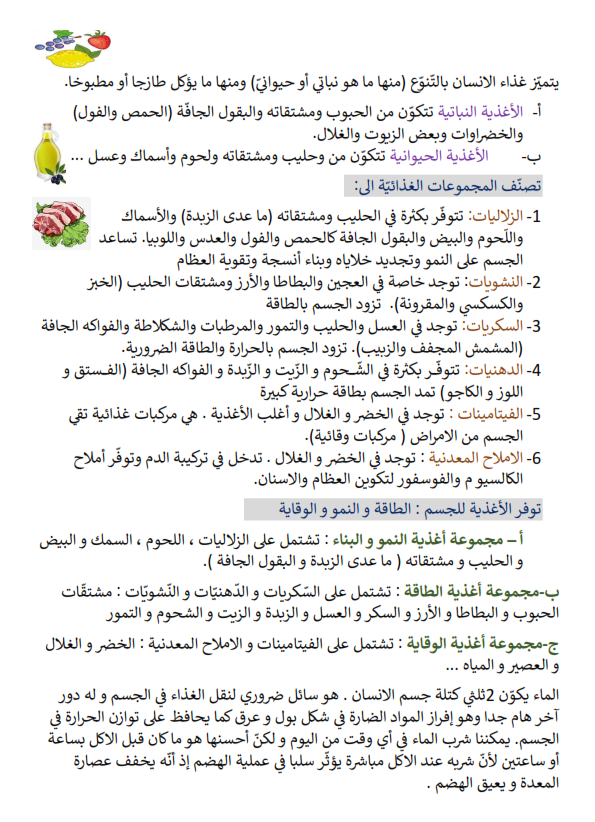 يتميّز غذاء الانسان بالتّنوّع (منها ما هو نباتي أو حيوانيّ) ومنها ما يؤكل طازجا أو مطبوخا.
أ- الأغذية النباتية تتكوّن من الحبوب ومشتقاته والبقول الجافّة (الحمص والفول)
والخضراوات وبعض الزيوت والغلال.
ب- الأغذية الحيوانية تتكوّن من وحليب ومشتقاته ولحوم وأسماك وعسل ...
تصنّف المجموعات الغذائيّة الى:
1- الزلاليات: تتوفّر بكثرة في الحليب ومشتقاته (ما عدى الزبدة) والأسماك
واللّحوم والبيض والبقول الجافة كالحمص والفول والعدس واللوبيا. تساعد
الجسم على النمو وتجديد خلاياه وبناء أنسجة وتقوية العظام
2- النشويات: توجد خاصة في العجين والبطاطا والأرز ومشتقات الحليب (الخبز
والكسكسي والمقرونة). تزود الجسم بالطاقة
3- السكريات: توجد في العسل والحليب والتمور والمرطبات والشكلاطة والفواكه الجافة
(المشمش المجفف والزبيب). تزود الجسم بالحرارة والطاقة الضرورية.
4- الدهنيات: تتوفّر بكثرة في الشّحوم و الزّيت و الزّبدة و الفواكه الجافة (الفستق و
اللوز و الكاجو) تمد الجسم بطاقة حرارية كبيرة
5- الفيتامينات : توجد في الخضر و الغلال و أغلب الأغذية . هي مركبات غذائية تقي
الجسم من الامراض ( مركبات وقائية).
6- الاملاح المعدنية : توجد في الخضر و الغلال . تدخل في تركيبة الدم وتوفّر أملاح
الكالسيو م والفوسفور لتكوين العظام والاسنان.
توفر الأغذية للجسم : الطاقة و النمو و الوقاية
أ – مجموعة أغذية النمو و البناء : تشتمل على الزلاليات ، اللحوم ، السمك و البيض
و الحليب و مشتقاته ( ما عدى الزبدة و البقول الجافة ).
ب-مجموعة أغذية الطاقة : تشتمل على السّكريات و الدّهنيّات و النّشويّات : مشتقّات
الحبوب و البطاطا و الأرز و السكر و العسل و الزبدة و الزيت و الشحوم و التمور
ج-مجموعة أغذية الوقاية : تشتمل على الفيتامينات و الاملاح المعدنية : الخضر و الغلال
و العصير و المياه ...
الماء يكوّن 2ثلثي كتلة جسم الانسان . هو سائل ضروري لنقل الغذاء في الجسم و له دور
آخر هام جدا وهو إفراز المواد الضارة في شكل بول و عرق كما يحافظ على توازن الحرارة في
الجسم. يمكننا شرب الماء في أي وقت من اليوم و لكنّ أحسنها هو ما كان قبل الاكل بساعة
أو ساعتين لأنّ شربه عند الاكل مباشرة يؤثّر سلبا في عملية الهضم إذ أنّه يخفف عصارة
المعدة و يعيق الهضم .